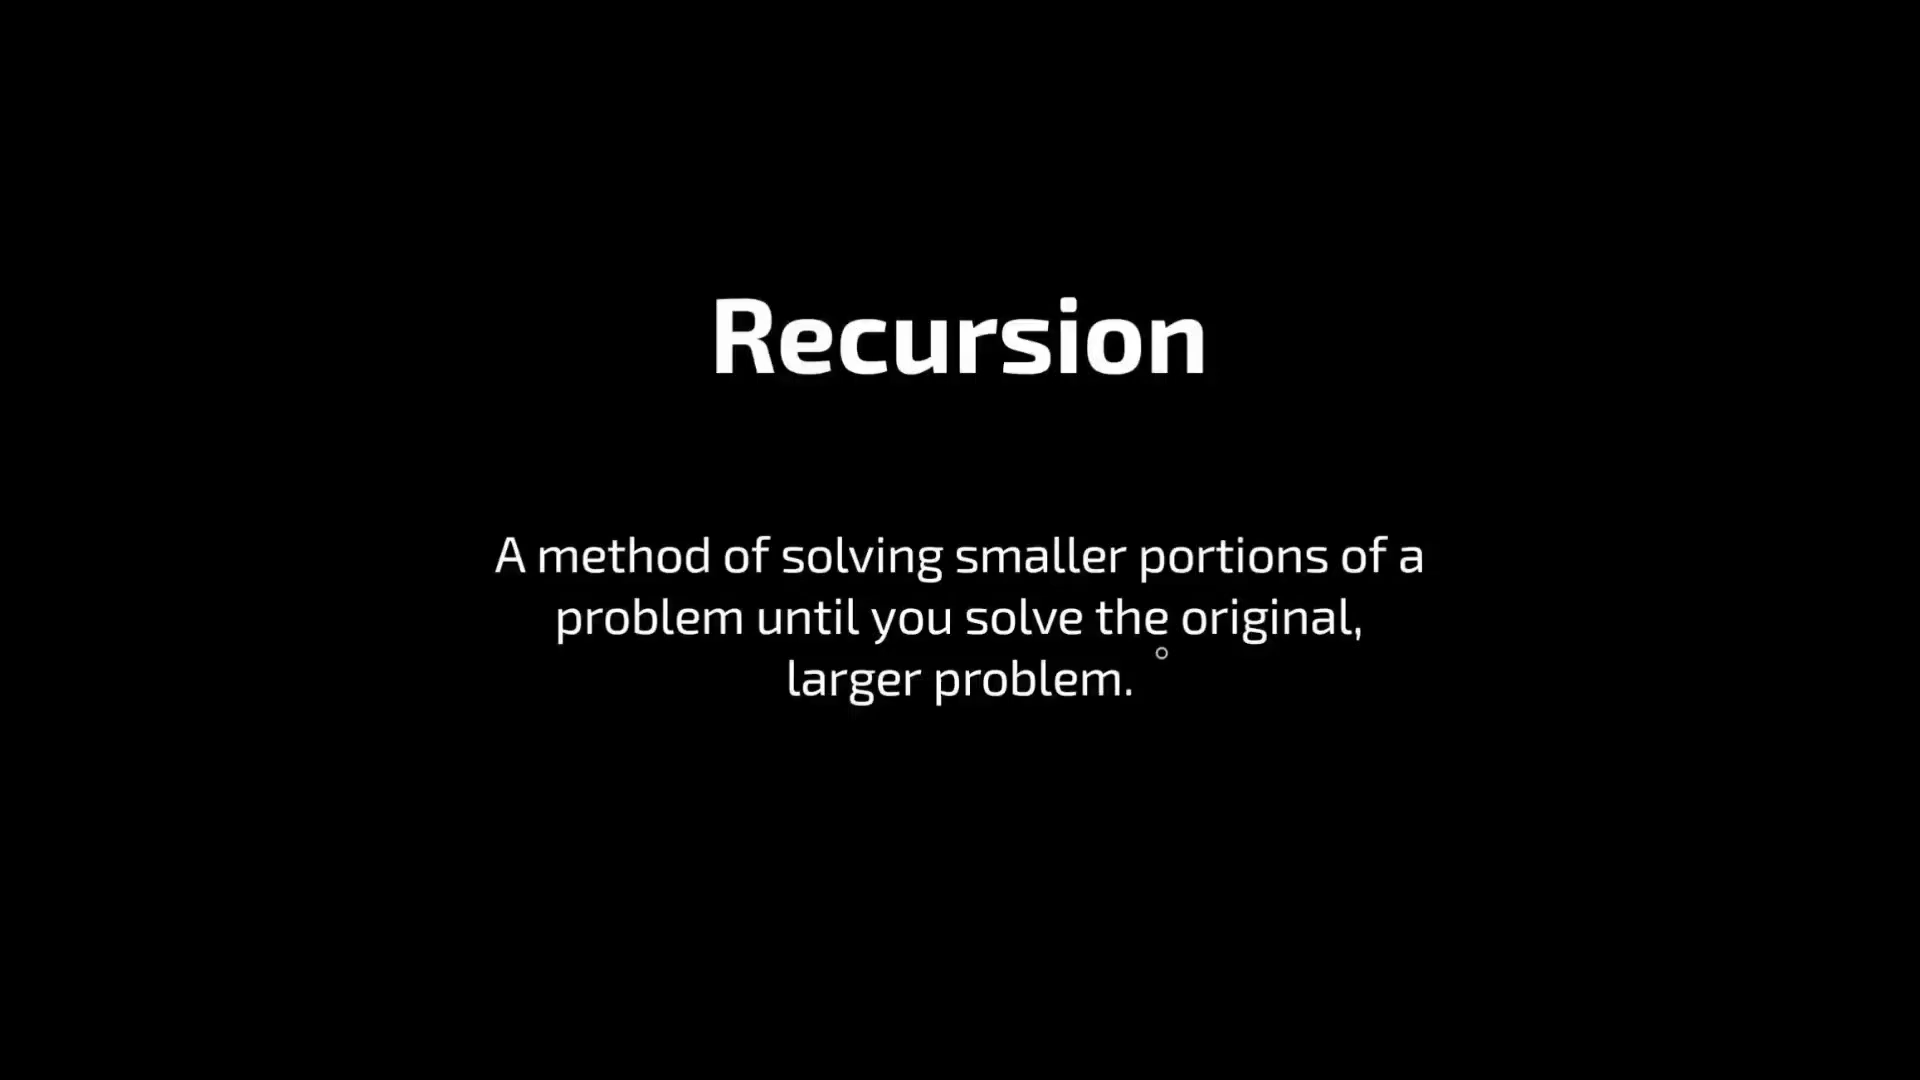 Recursion
A method of solving smaller portions of a
problem until you solve the original,
larger problem.